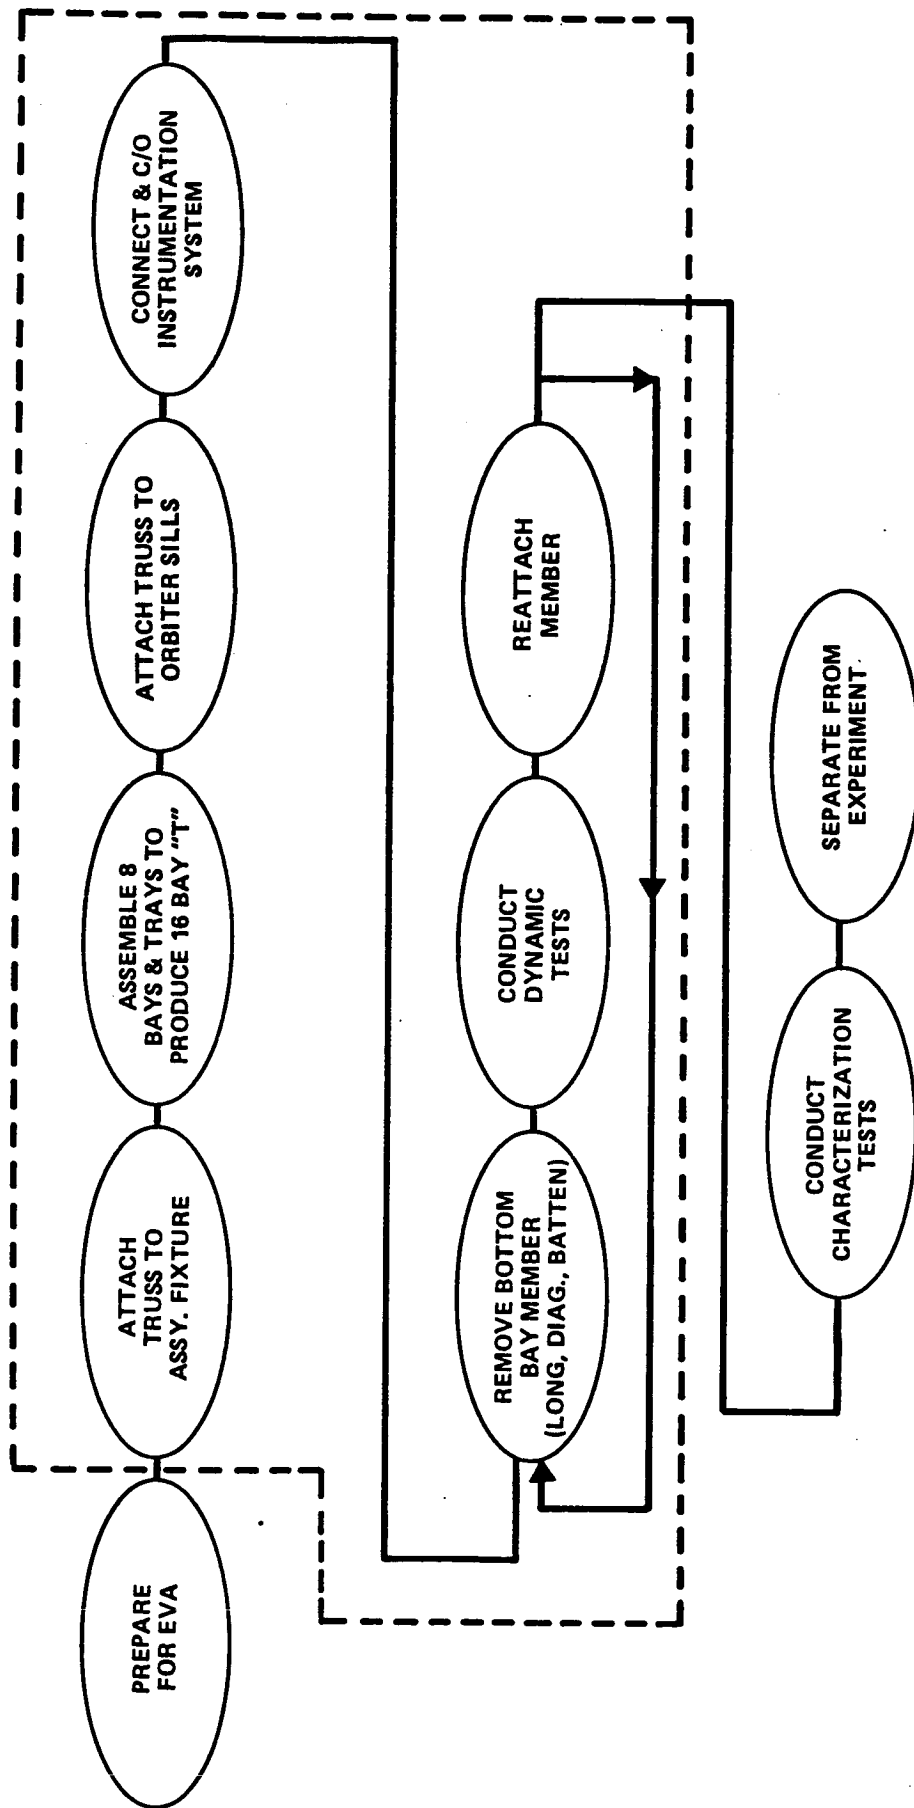 PREPARE
FOR EVA
ATTACH
TRUSS TO
ASSY. FIXTURE
ASSEMBLE 8
BAYS & TRAYS TO
PRODUCE 16 BAY "T"
ATTACH TRUSS TO
ORBITER SILLS
CONNECT & C/O
INSTRUMENTATION
SYSTEM
REMOVE BOTTOM
BAY MEMBER
(LONG, DIAG., BATTEN)
CONDUCT
DYNAMIC
TESTS
REATTACH
MEMBER
CONDUCT
CHARACTERIZATION
TESTS
SEPARATE FROM
EXPERIMENT